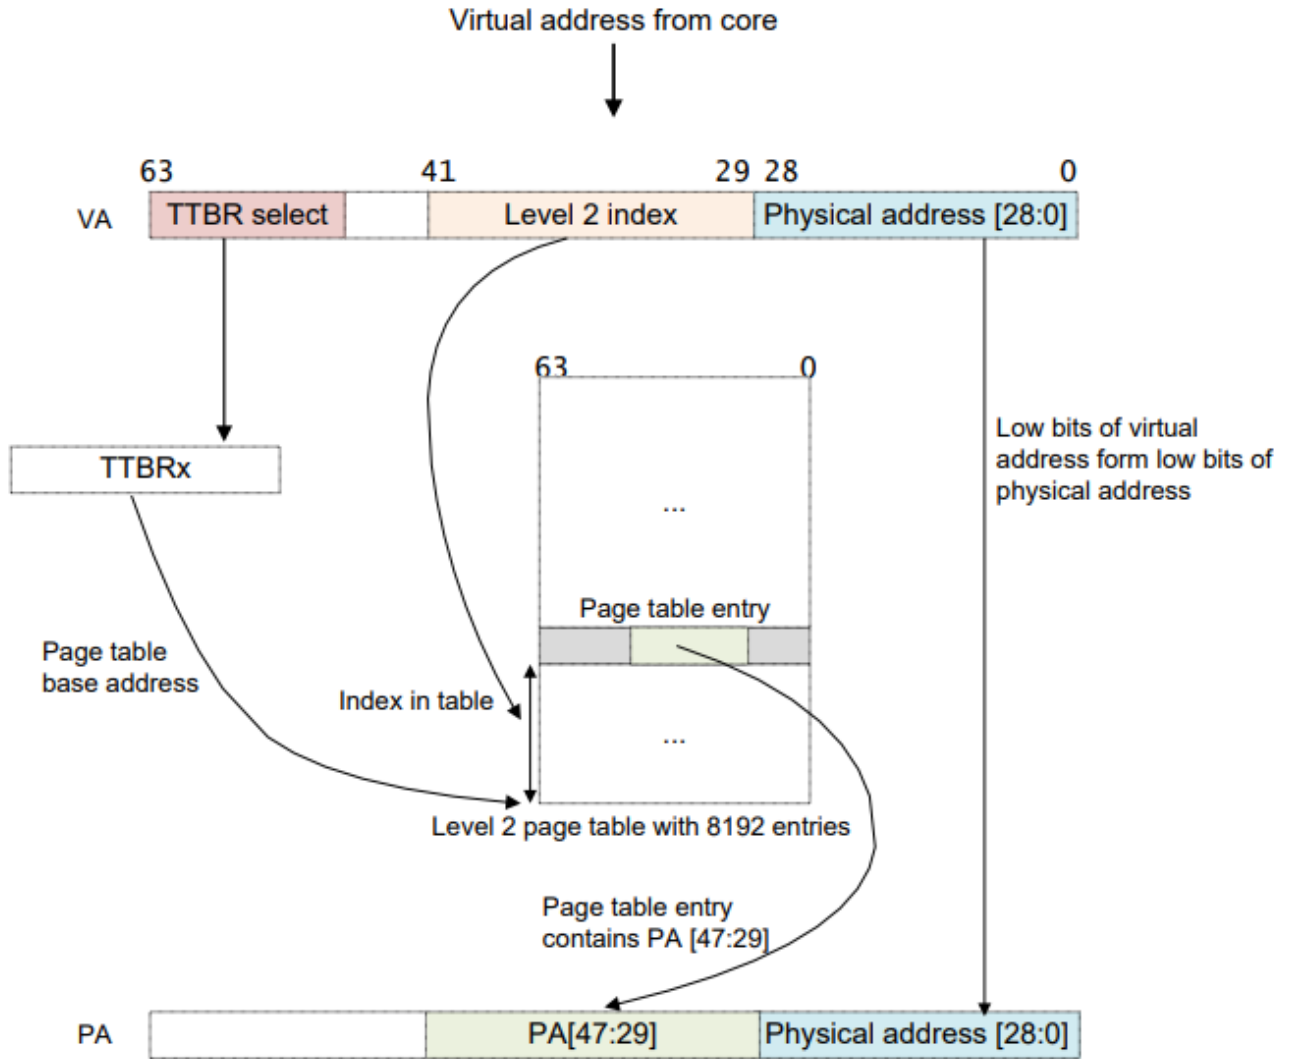 Virtual address from core
63 41 29 28 0
VA TTBR select Level 2 index Physical address [28:0]
63 0
Low bits of virtual
address form low bits of
physical address
TTBRx
...
Page table entry
Page table
base address
Index in table
...
Level 2 page table with 8192 entries
Page table entry
contains PA [47:29]
PA PA[47:29] Physical address [28:0]